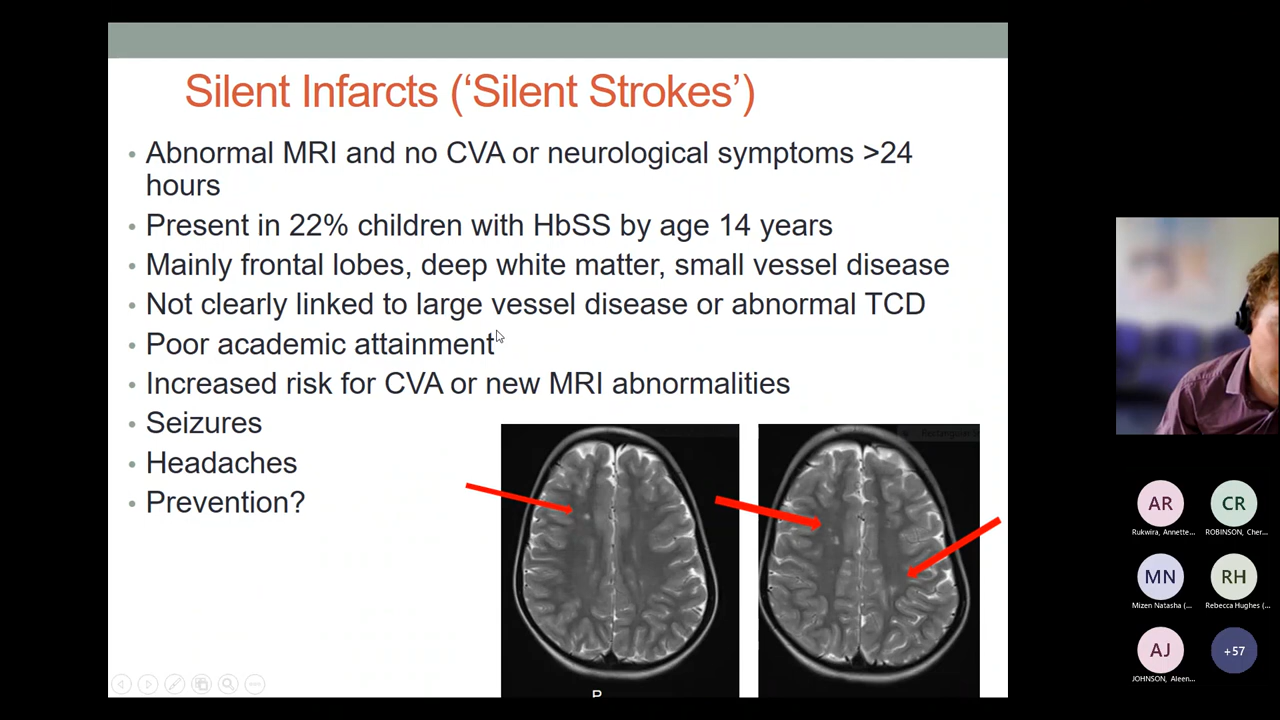 Silent Infarcts (‘Silent Strokes’)
• Abnormal MRI and no CVA or neurological symptoms >24
hours
• Present in 22% children with HbSS by age 14 years
• Mainly frontal lobes, deep white matter, small vessel disease
• Not clearly linked to large vessel disease or abnormal TCD
• Poor academic attainment
• Increased risk for CVA or new MRI abnormalities
• Seizures
• Headaches
• Prevention?
AR
Rukwira, Annette...
CR
ROBINSON, Cher...
MN
Mizen Natasha (...
RH
Rebecca Hughes (...
AJ
JOHNSON, Aleen...
+57